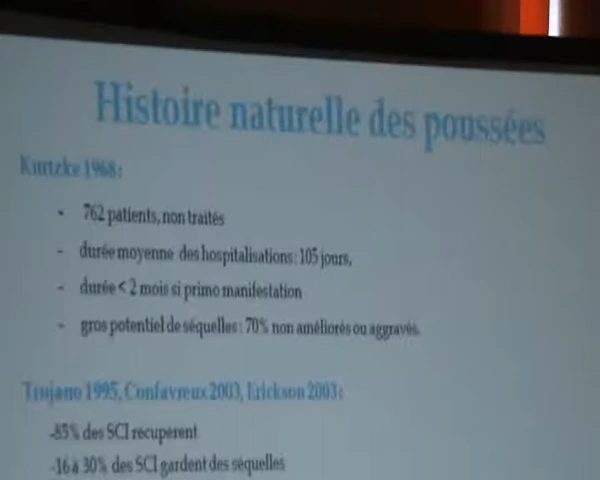 Histoire naturelle des poussées
Kurtzke 1968 :
- 762 patients, non traités
- durée moyenne des hospitalisations : 105 jours,
- durée < 2 mois si primo manifestation
- gros potentiel de séquelles : 70% non améliorés ou aggravés.
Trojano 1995, Confavreux 2003, Erickson 2003 :
-85% des SCI récupèrent
-16 à 30% des SCI gardent des séquelles